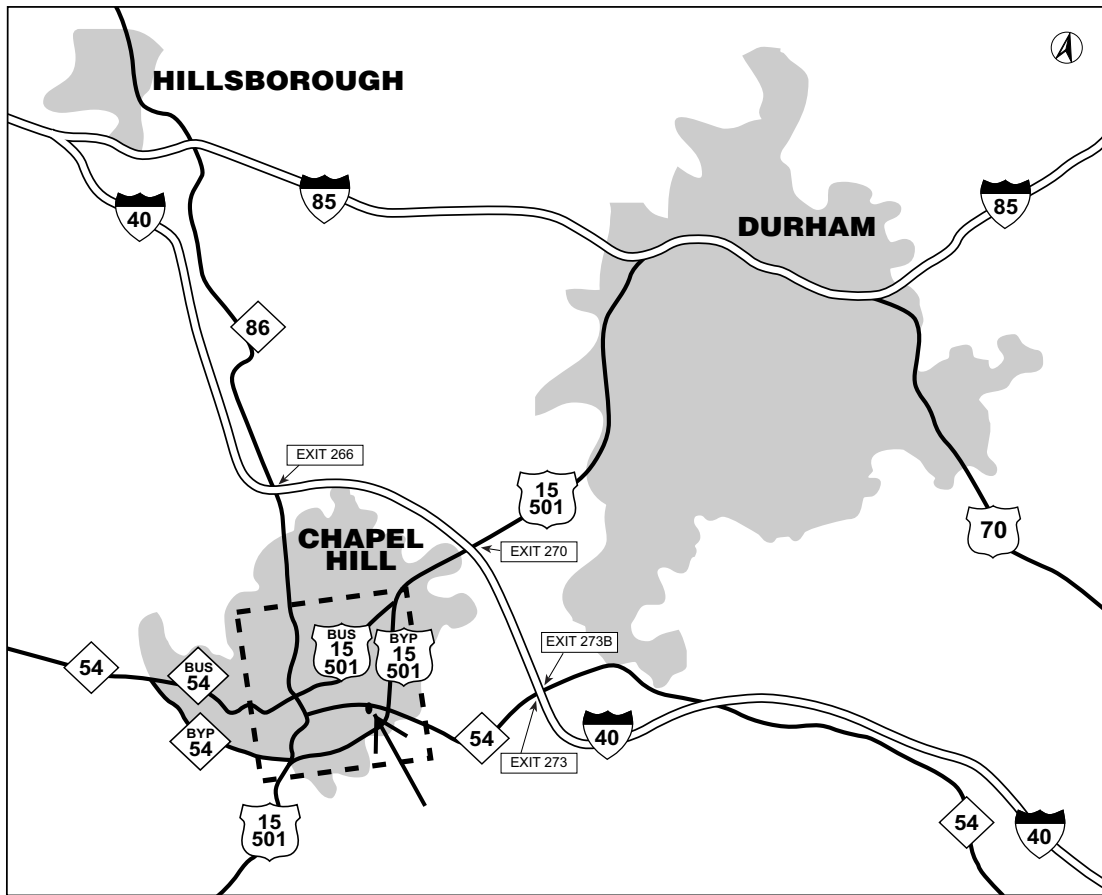 HILLSBOROUGH
40
85
DURHAM
85
86
EXIT 266
15
501
CHAPEL
HILL
EXIT 270
70
BUS
15
501
BYP
15
501
EXIT 273B
54
BUS
54
BYP
54
54
EXIT 273
40
15
501
54
40